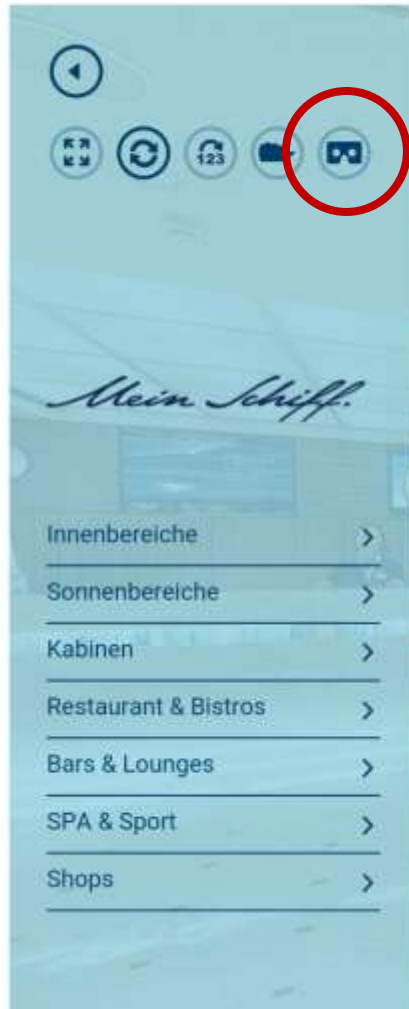 123
Mein Schiff.
Innenbereiche
Sonnenbereiche
Kabinen
Restaurant & Bistros
Bars & Lounges
SPA & Sport
Shops